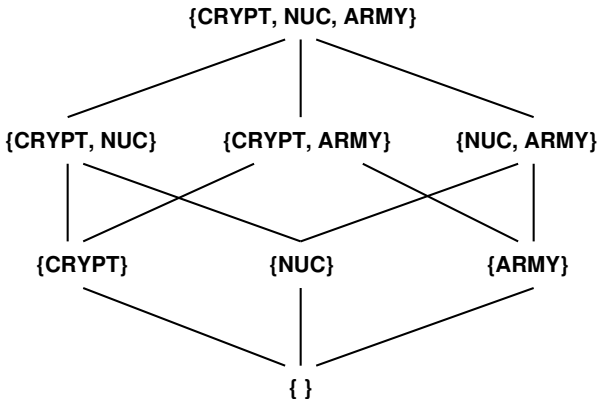 {CRYPT, NUC, ARMY}
{CRYPT, NUC} {CRYPT, ARMY} {NUC, ARMY}
{CRYPT} {NUC} {ARMY}
{ }